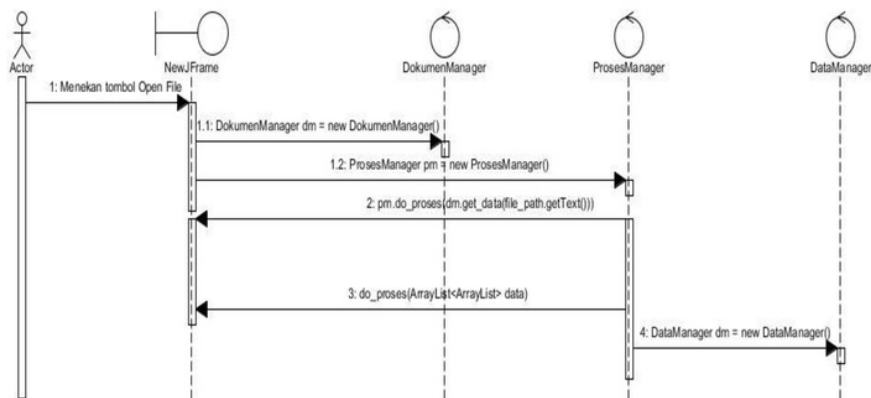 Actor
NewJFrame
DokumenManager
ProsesManager
DataManager
1: Menekan tombol Open File
1.1: DokumenManager dm = new DokumenManager()
1.2: ProsesManager pm = new ProsesManager()
2: pm.do_proses(dm.get_data(file_path.getText()))
3: do_proses(ArrayList<ArrayList> data)
4: DataManager dm = new DataManager()